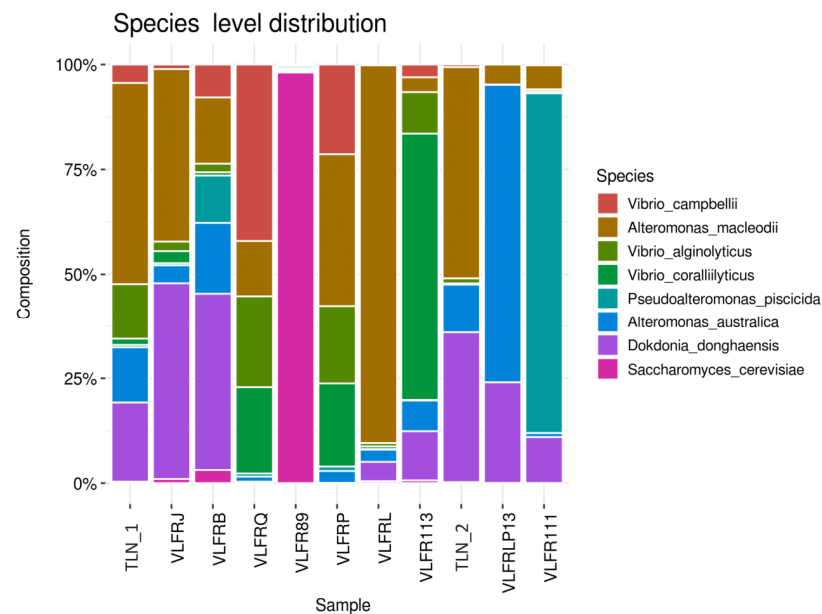 Species level distribution
100%
75%
50%
25%
0%
Composition
TLN_1
VLFRJ
VLFRB
VLFRQ
VLFR89
VLFRP
VLFRL
VLFR113
TLN_2
VLFRLP13
VLFR111
Sample
Species
Vibrio_campbellii
Alteromonas_macleodii
Vibrio_alginolyticus
Vibrio_coralliilyticus
Pseudoalteromonas_piscicida
Alteromonas_australica
Dokdonia_donghaensis
Saccharomyces_cerevisiae